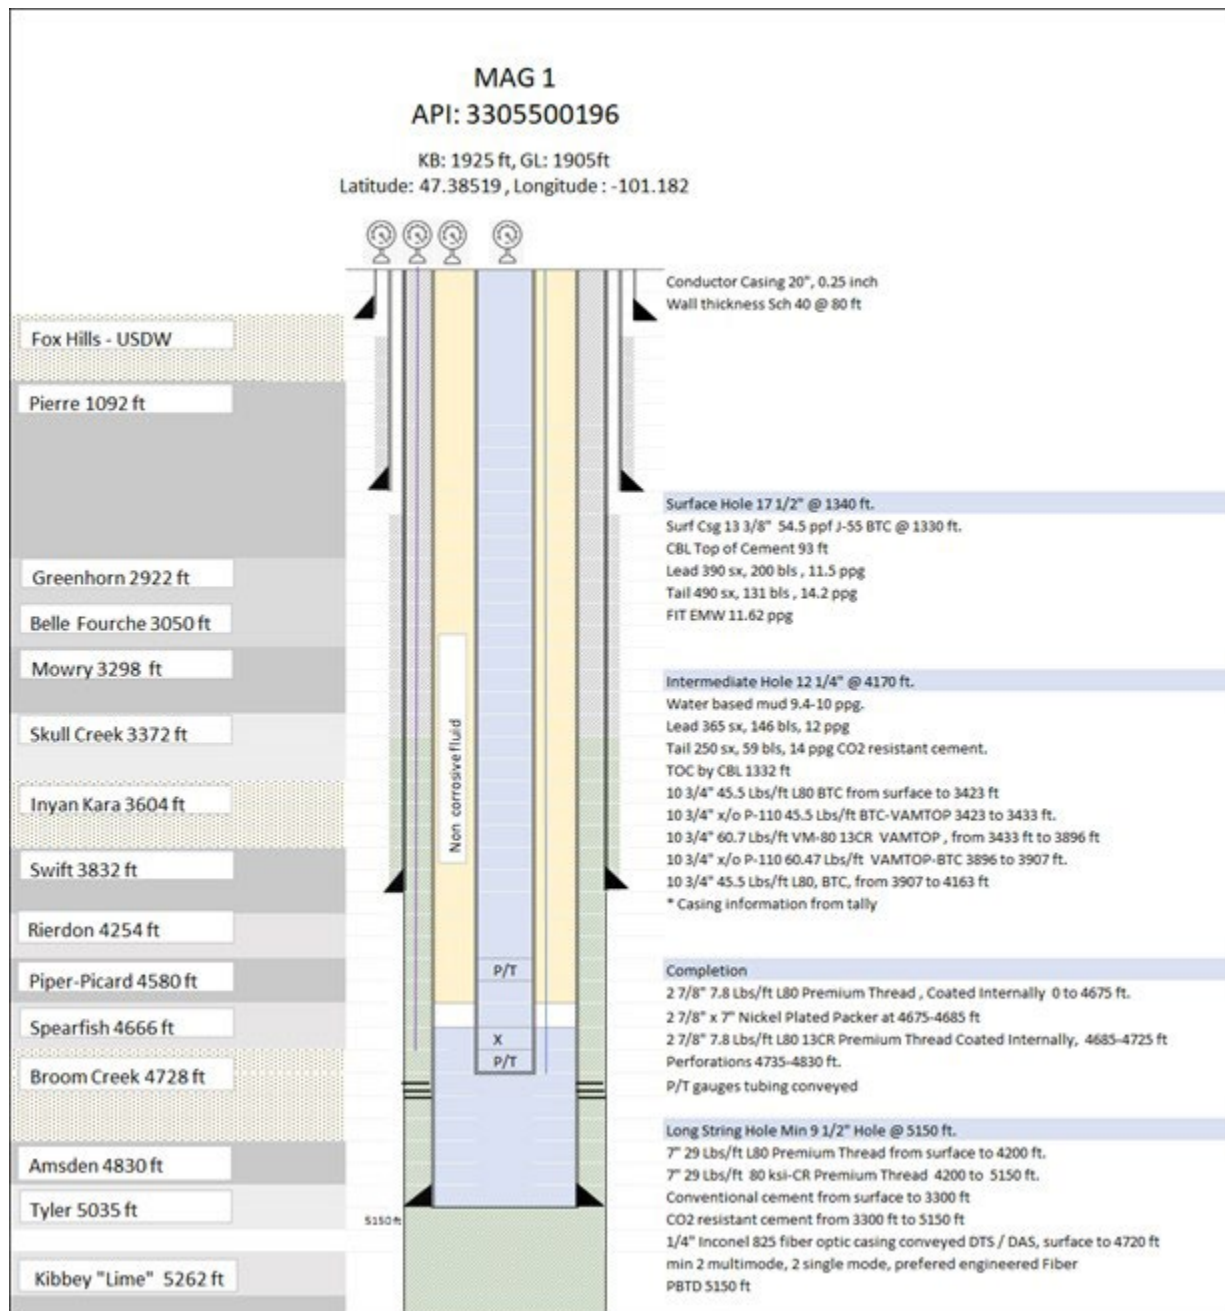 MAG 1
API: 3305500196
KB: 1925 ft, GL: 1905ft
Latitude: 47.38519 , Longitude : -101.182
Conductor Casing 20", 0.25 inch
Wall thickness Sch 40 @ 80 ft
Fox Hills - USDW
Pierre 1092 ft
Greenhorn 2922 ft
Belle Fourche 3050 ft
Mowry 3298 ft
Skull Creek 3372 ft
Inyan Kara 3604 ft
Swift 3832 ft
Rierdon 4254 ft
Piper-Picard 4580 ft
Spearfish 4666 ft
Broom Creek 4728 ft
Amsden 4830 ft
Tyler 5035 ft
Kibbey "Lime" 5262 ft
Non corrosive fluid
P/T
X
P/T
5150 ft
Surface Hole 17 1/2" @ 1340 ft.
Surf Csg 13 3/8" 54.5 ppf J-55 BTC @ 1330 ft.
CBL Top of Cement 93 ft
Lead 390 sx, 200 bls , 11.5 ppg
Tail 490 sx, 131 bls , 14.2 ppg
FIT EMW 11.62 ppg
Intermediate Hole 12 1/4" @ 4170 ft.
Water based mud 9.4-10 ppg.
Lead 365 sx, 146 bls, 12 ppg
Tail 250 sx, 59 bls, 14 ppg CO2 resistant cement.
TOC by CBL 1332 ft
10 3/4" 45.5 Lbs/ft L80 BTC from surface to 3423 ft
10 3/4" x/o P-110 45.5 Lbs/ft BTC-VAMTOP 3423 to 3433 ft.
10 3/4" 60.7 Lbs/ft VM-80 13CR VAMTOP , from 3433 ft to 3896 ft
10 3/4" x/o P-110 60.47 Lbs/ft VAMTOP-BTC 3896 to 3907 ft.
10 3/4" 45.5 Lbs/ft L80, BTC, from 3907 to 4163 ft
* Casing information from tally
Completion
2 7/8" 7.8 Lbs/ft L80 Premium Thread , Coated Internally 0 to 4675 ft.
2 7/8" x 7" Nickel Plated Packer at 4675-4685 ft
2 7/8" 7.8 Lbs/ft L80 13CR Premium Thread Coated Internally, 4685-4725 ft
Perforations 4735-4830 ft.
P/T gauges tubing conveyed
Long String Hole Min 9 1/2" Hole @ 5150 ft.
7" 29 Lbs/ft L80 Premium Thread from surface to 4200 ft.
7" 29 Lbs/ft 80 ksi-CR Premium Thread 4200 to 5150 ft.
Conventional cement from surface to 3300 ft
CO2 resistant cement from 3300 ft to 5150 ft
1/4" Inconel 825 fiber optic casing conveyed DTS / DAS, surface to 4720 ft
min 2 multimode, 2 single mode, prefered engineered Fiber
PBTD 5150 ft